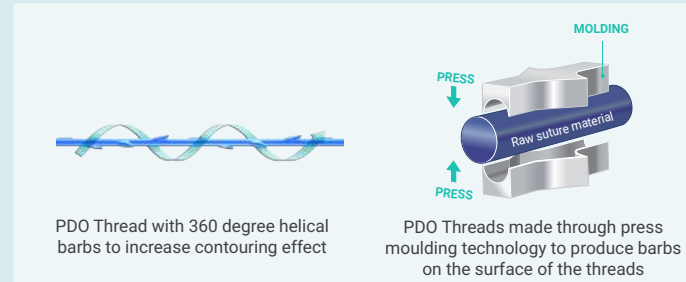 MOLDING
PRESS
Raw suture material
PRESS
PDO Thread with 360 degree helical
barbs to increase contouring effect
PDO Threads made through press
moulding technology to produce barbs
on the surface of the threads